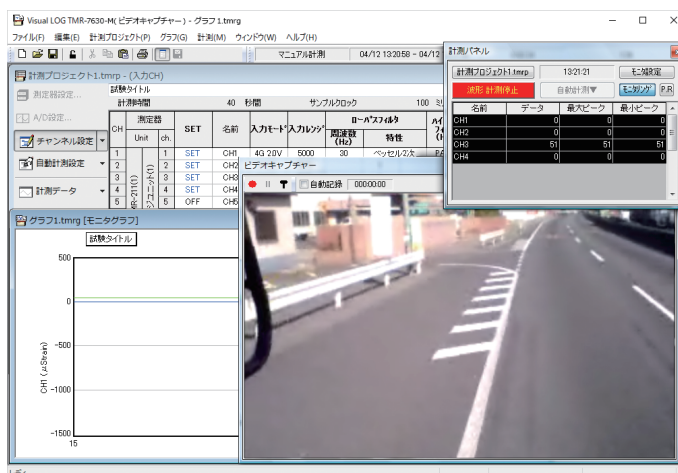 Visual LOG TMR-7630-M( ビデオキャプチャー) - グラフ1.tmrg
ファイル(F) 編集(E) 計測プロジェクト(P) グラフ(G) 計測(M) ウィンドウ(W) ヘルプ(H)
マニュアル計測 04/12 13:20:58 - 04/12
計測パネル
計測プロジェクト1.tmrp 13:21:21 モニタ設定
波形 計測停止 自動計測▼ モニタリング P.R
名前 データ 最大ピーク 最小ピーク
CH1 0 0 0
CH2 0 0 0
CH3 51 51 51
CH4 0 0 0
計測プロジェクト1.tmrp - (入力CH)
測定器設定...
A/D設定...
チャンネル設定
自動計測設定
計測データ
試験タイトル
計測時間 40 秒間 サンプルクロック 100
CH 測定器 SET 名前 入力モード 入力レンジ ローパスフィルタ
Unit ch. 周波数 (Hz) 特性
1 1 SET CH1 4G 20V 5000 30 ベッセル2次
2 2 SET CH2
3 3 SET CH3
4 4 SET CH4
5 5 OFF CH5
ビデオキャプチャー
自動記録 00:00:00
グラフ1.tmrg [モニタグラフ]
試験タイトル
500
0
-500
-1000
-1500
15
CH1 (μStrain)